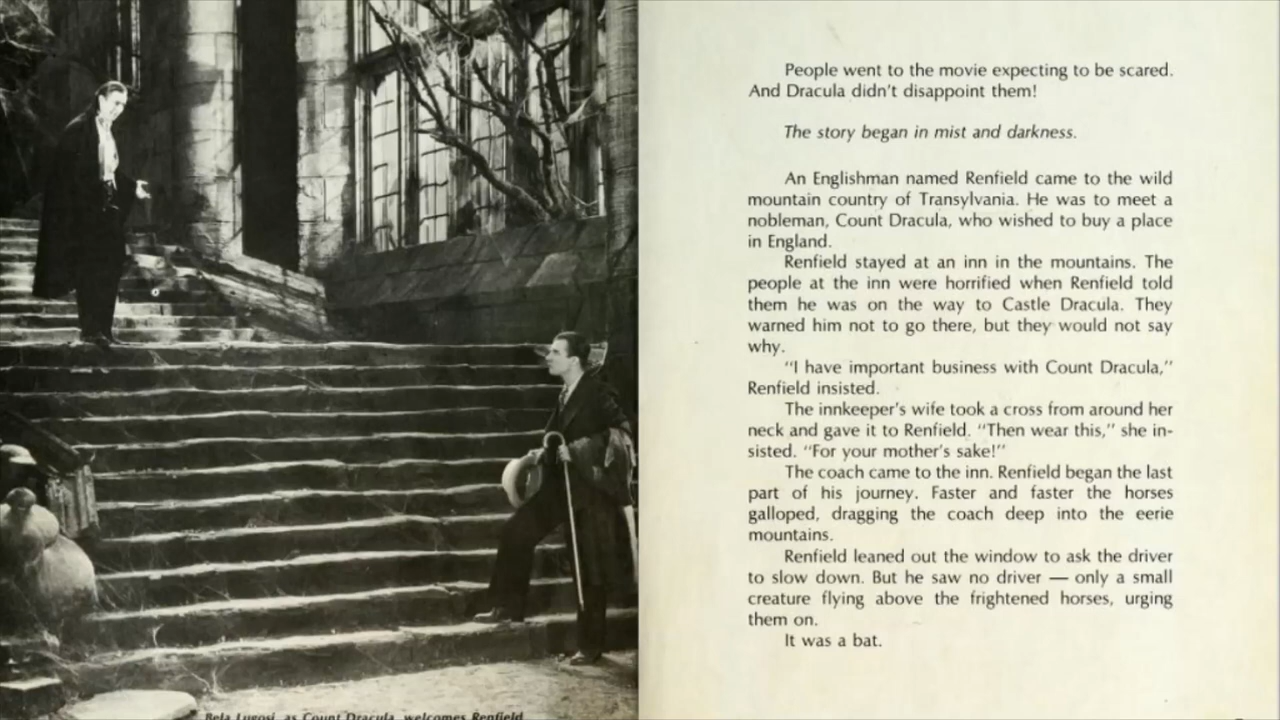 Bela Lugosi, as Count Dracula, welcomes Renfield
People went to the movie expecting to be scared.
And Dracula didn't disappoint them!
The story began in mist and darkness.
An Englishman named Renfield came to the wild
mountain country of Transylvania. He was to meet a
nobleman, Count Dracula, who wished to buy a place
in England.
Renfield stayed at an inn in the mountains. The
people at the inn were horrified when Renfield told
them he was on the way to Castle Dracula. They
warned him not to go there, but they would not say
why.
"I have important business with Count Dracula,"
Renfield insisted.
The innkeeper's wife took a cross from around her
neck and gave it to Renfield. "Then wear this," she in-
sisted. "For your mother's sake!"
The coach came to the inn. Renfield began the last
part of his journey. Faster and faster the horses
galloped, dragging the coach deep into the eerie
mountains.
Renfield leaned out the window to ask the driver
to slow down. But he saw no driver — only a small
creature flying above the frightened horses, urging
them on.
It was a bat.